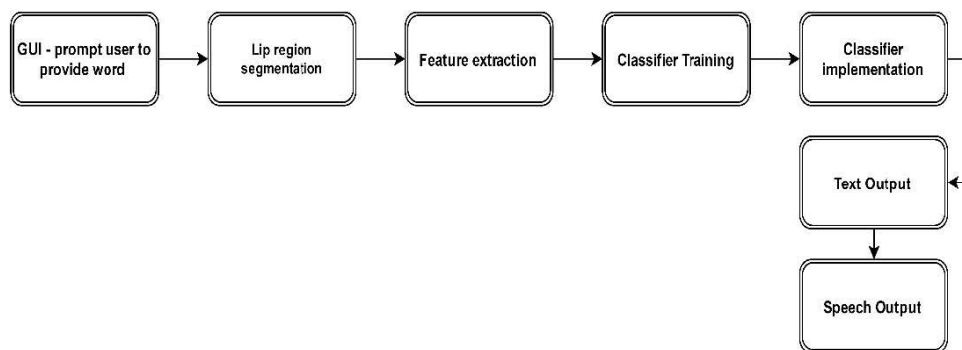 GUI - prompt user to
provide word
Lip region
segmentation
Feature extraction
Classifier Training
Classifier
implementation
Text Output
Speech Output